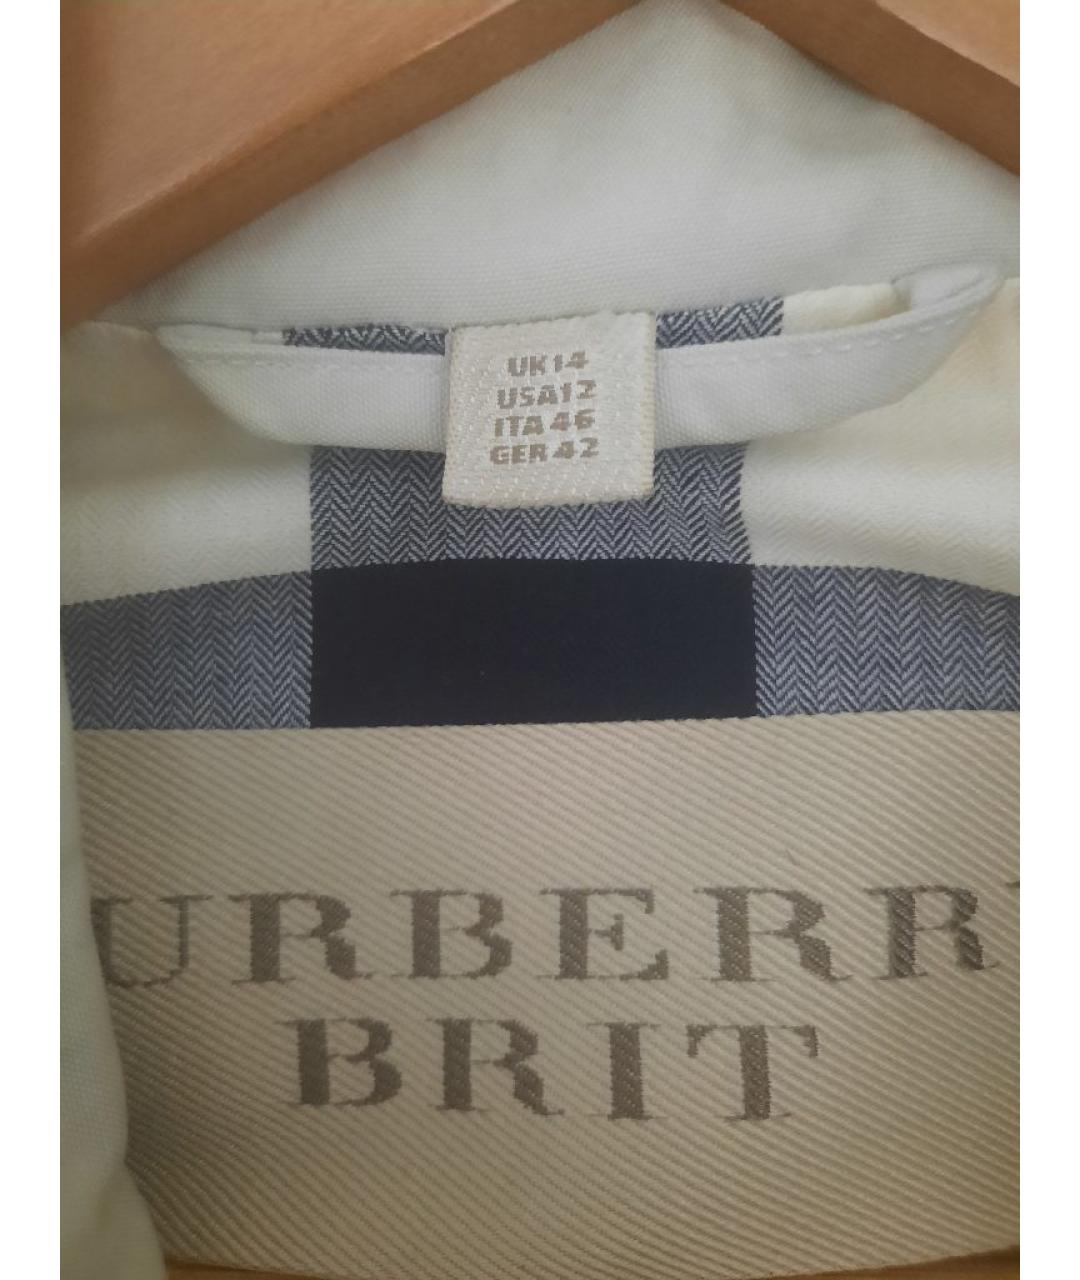 UK14
USA12
ITA46
GER42
URBERR
BRIT